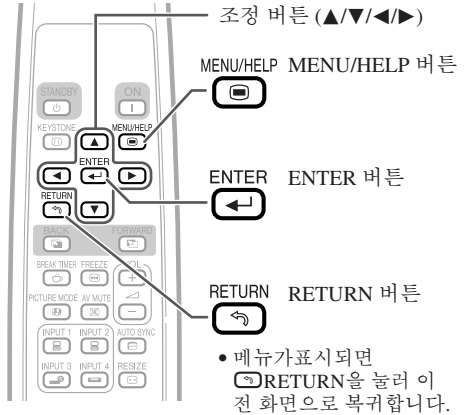 조정 버튼 (▲/▼/◀/▶)
MENU/HELP MENU/HELP 버튼
STANDBY ON
KEYSTONE MENU/HELP
ENTER
ENTER ENTER 버튼
RETURN
BACK FORWARD
BREAK TIMER FREEZE VOL
PICTURE MODE AV MUTE
RETURN RETURN 버튼
INPUT 1 INPUT 2 AUTO SYNC
INPUT 3 INPUT 4 RESIZE
• 메뉴가표시되면
RETURN을 눌러 이
전 화면으로 복귀합니다.